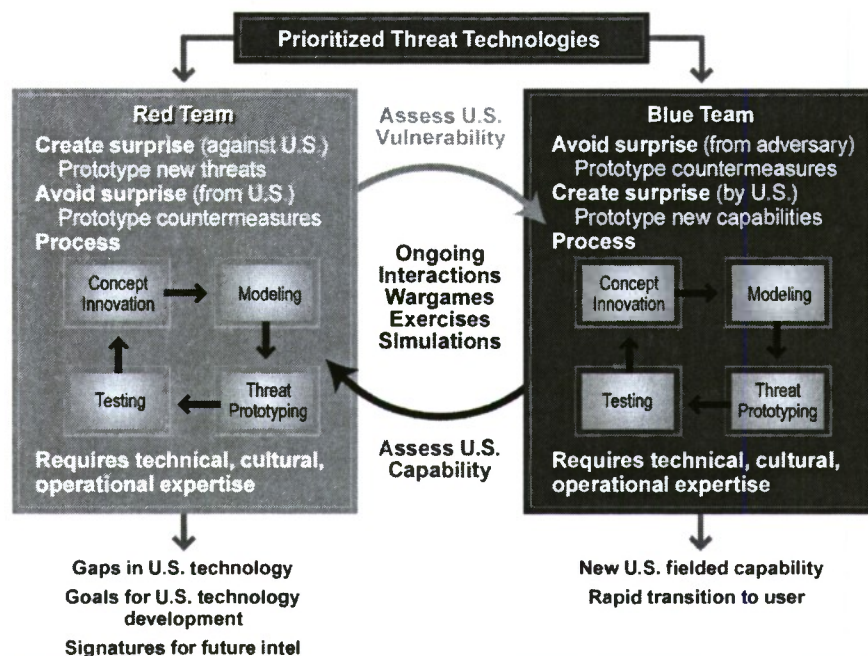 Prioritized Threat Technologies
Red Team
Create surprise (against U.S.)
Prototype new threats
Avoid surprise (from U.S.)
Prototype countermeasures
Process
Concept
Innovation
Modeling
Testing
Threat
Prototyping
Requires technical, cultural,
operational expertise
Assess U.S.
Vulnerability
Ongoing
Interactions
Wargames
Exercises
SImulations
Assess U.S.
Capability
Blue Team
Avoid surprise (from adversary)
Prototype countermeasures
Create surprise (by U.S.)
Prototype new capabilities
Process
Concept
Innovation
Modeling
Testing
Threat
Prototyping
Requires technical, cultural,
operational expertise
Gaps in U.S. technology
Goals for U.S. technology
development
Signatures for future intel
New U.S. fielded capability
Rapid transition to user